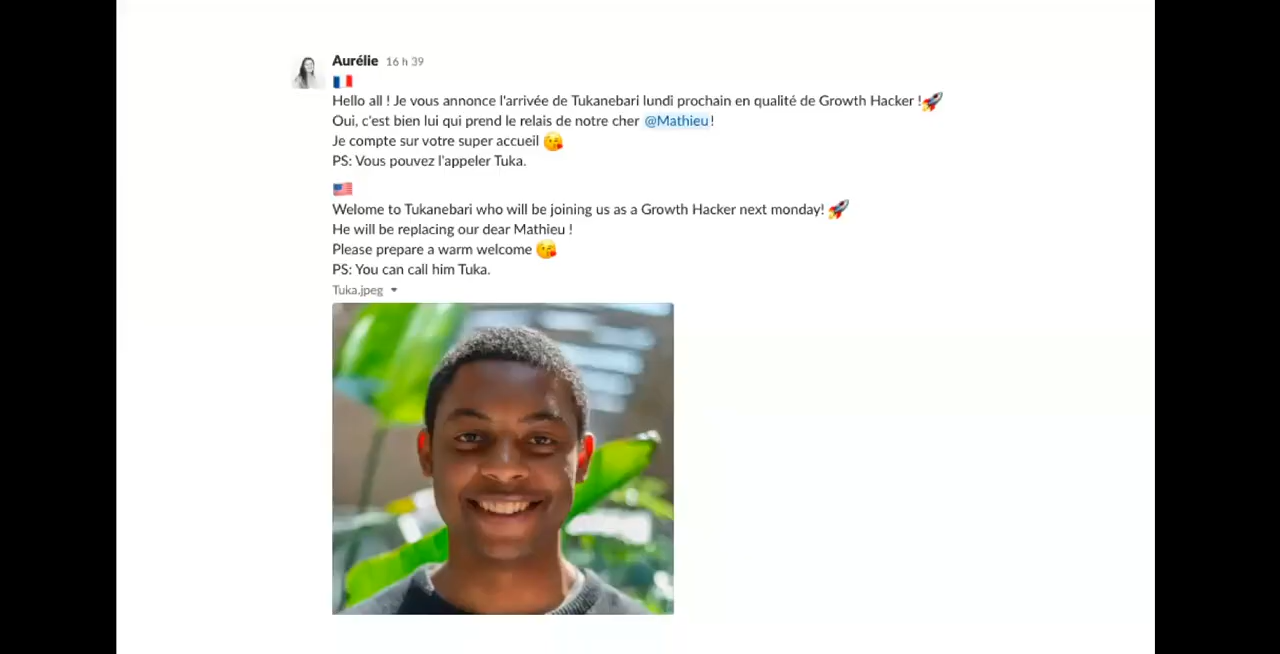 Aurélie 16 h 39
🇫🇷
Hello all ! Je vous annonce l'arrivée de Tukanebari lundi prochain en qualité de Growth Hacker !🚀
Oui, c'est bien lui qui prend le relais de notre cher @Mathieu!
Je compte sur votre super accueil 😘
PS: Vous pouvez l'appeler Tuka.
🇺🇸
Welome to Tukanebari who will be joining us as a Growth Hacker next monday! 🚀
He will be replacing our dear Mathieu !
Please prepare a warm welcome 😘
PS: You can call him Tuka.
Tuka.jpeg